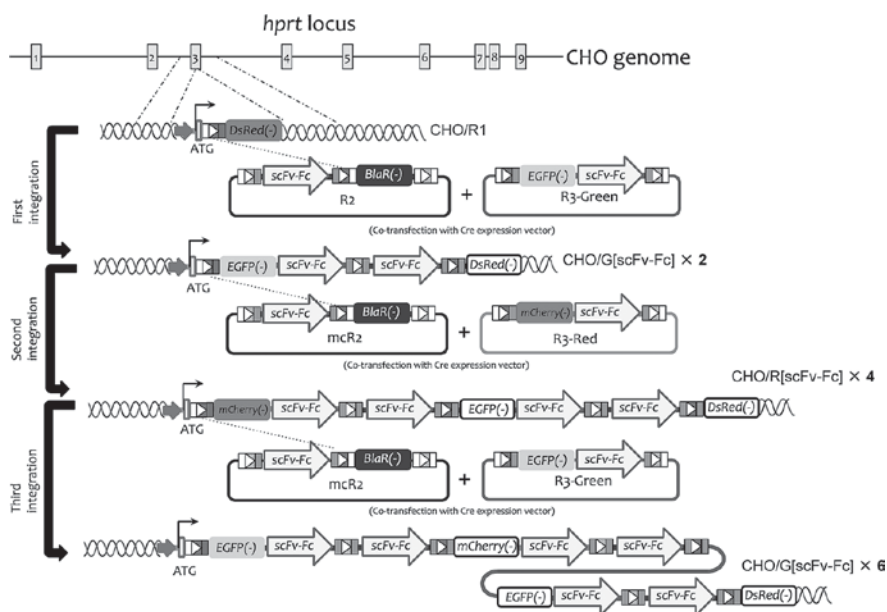 hprt locus
1 2 3 4 5 6 7 8 9 CHO genome
DsRed(-) CHO/R1
ATG
First integration
scFv-Fc BlaR(-) + EGFP(-) scFv-Fc
R2 R3-Green
(Co-transfection with Cre expression vector)
EGFP(-) scFv-Fc scFv-Fc DsRed(-) CHO/G[scFv-Fc] × 2
ATG
Second integration
scFv-Fc BlaR(-) + mCherry(-) scFv-Fc
mcR2 R3-Red
(Co-transfection with Cre expression vector)
CHO/R[scFv-Fc] × 4
mCherry(-) scFv-Fc scFv-Fc EGFP(-) scFv-Fc scFv-Fc DsRed(-)
ATG
Third integration
scFv-Fc BlaR(-) + EGFP(-) scFv-Fc
mcR2 R3-Green
(Co-transfection with Cre expression vector)
EGFP(-) scFv-Fc scFv-Fc mCherry(-) scFv-Fc scFv-Fc
ATG
CHO/G[scFv-Fc] × 6
EGFP(-) scFv-Fc scFv-Fc DsRed(-)